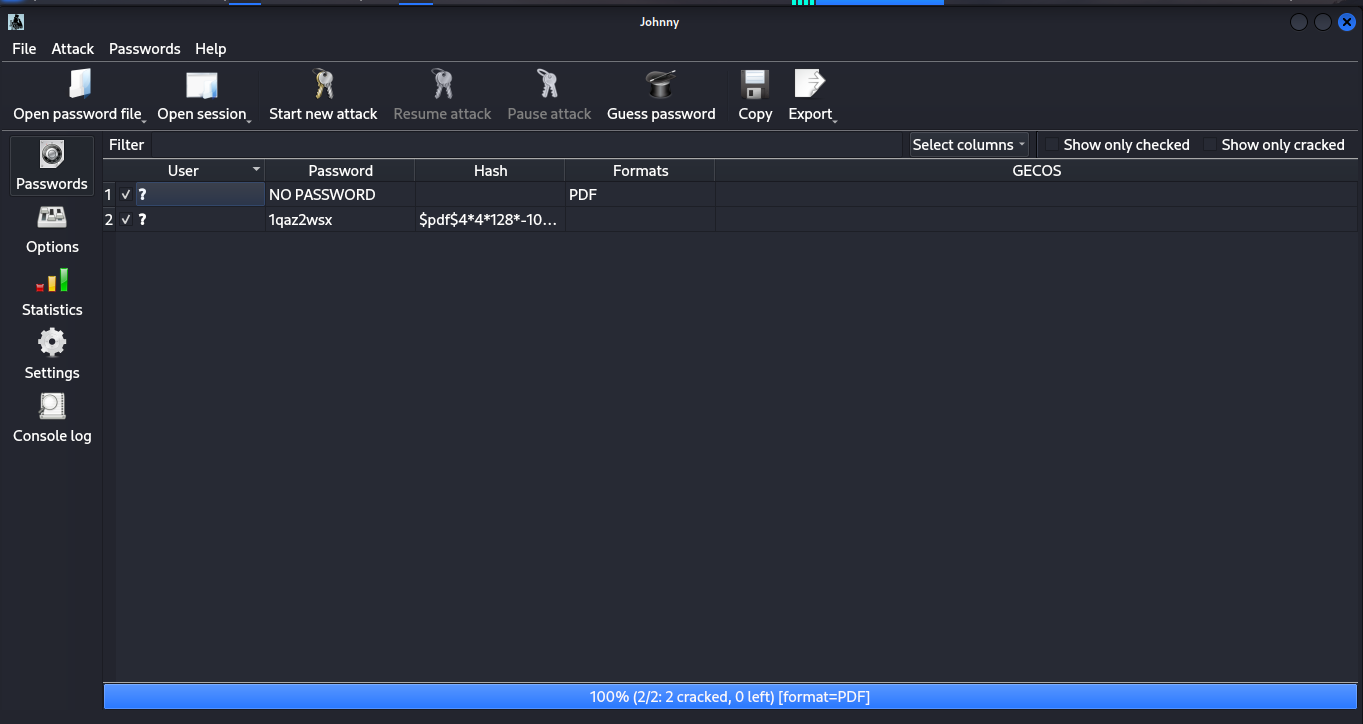 Johnny
File Attack Passwords Help
Open password file Open session Start new attack Resume attack Pause attack Guess password Copy Export
Filter Select columns Show only checked Show only cracked
Passwords
Options
Statistics
Settings
Console log
User Password Hash Formats GECOS
1 ? NO PASSWORD PDF
2 ? 1qaz2wsx $pdf$4*4*128*-10...
100% (2/2: 2 cracked, 0 left) [format=PDF]